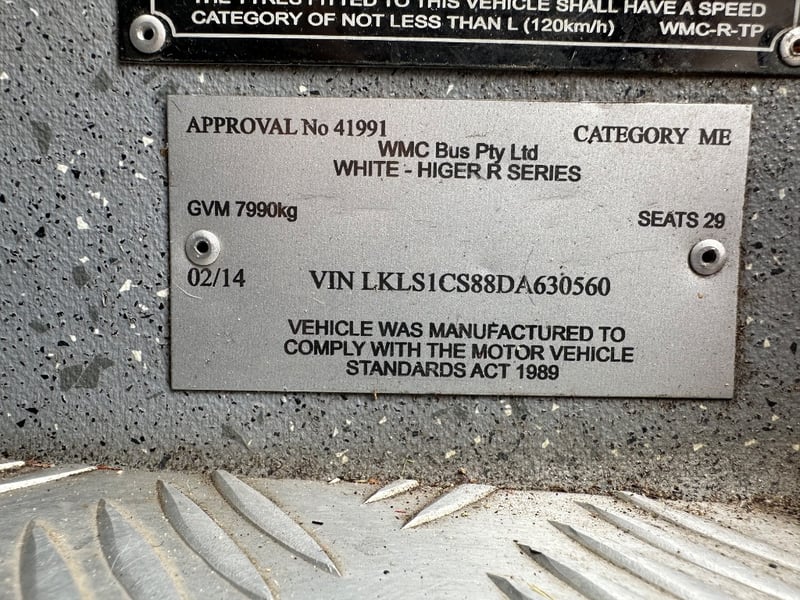 THE TYRES FITTED TO THIS VEHICLE SHALL HAVE A SPEED
CATEGORY OF NOT LESS THAN L (120km/h) WMC-R-TP
APPROVAL No 41991 CATEGORY ME
WMC Bus Pty Ltd
WHITE - HIGER R SERIES
GVM 7990kg SEATS 29
02/14 VIN LKLS1CS88DA630560
VEHICLE WAS MANUFACTURED TO
COMPLY WITH THE MOTOR VEHICLE
STANDARDS ACT 1989